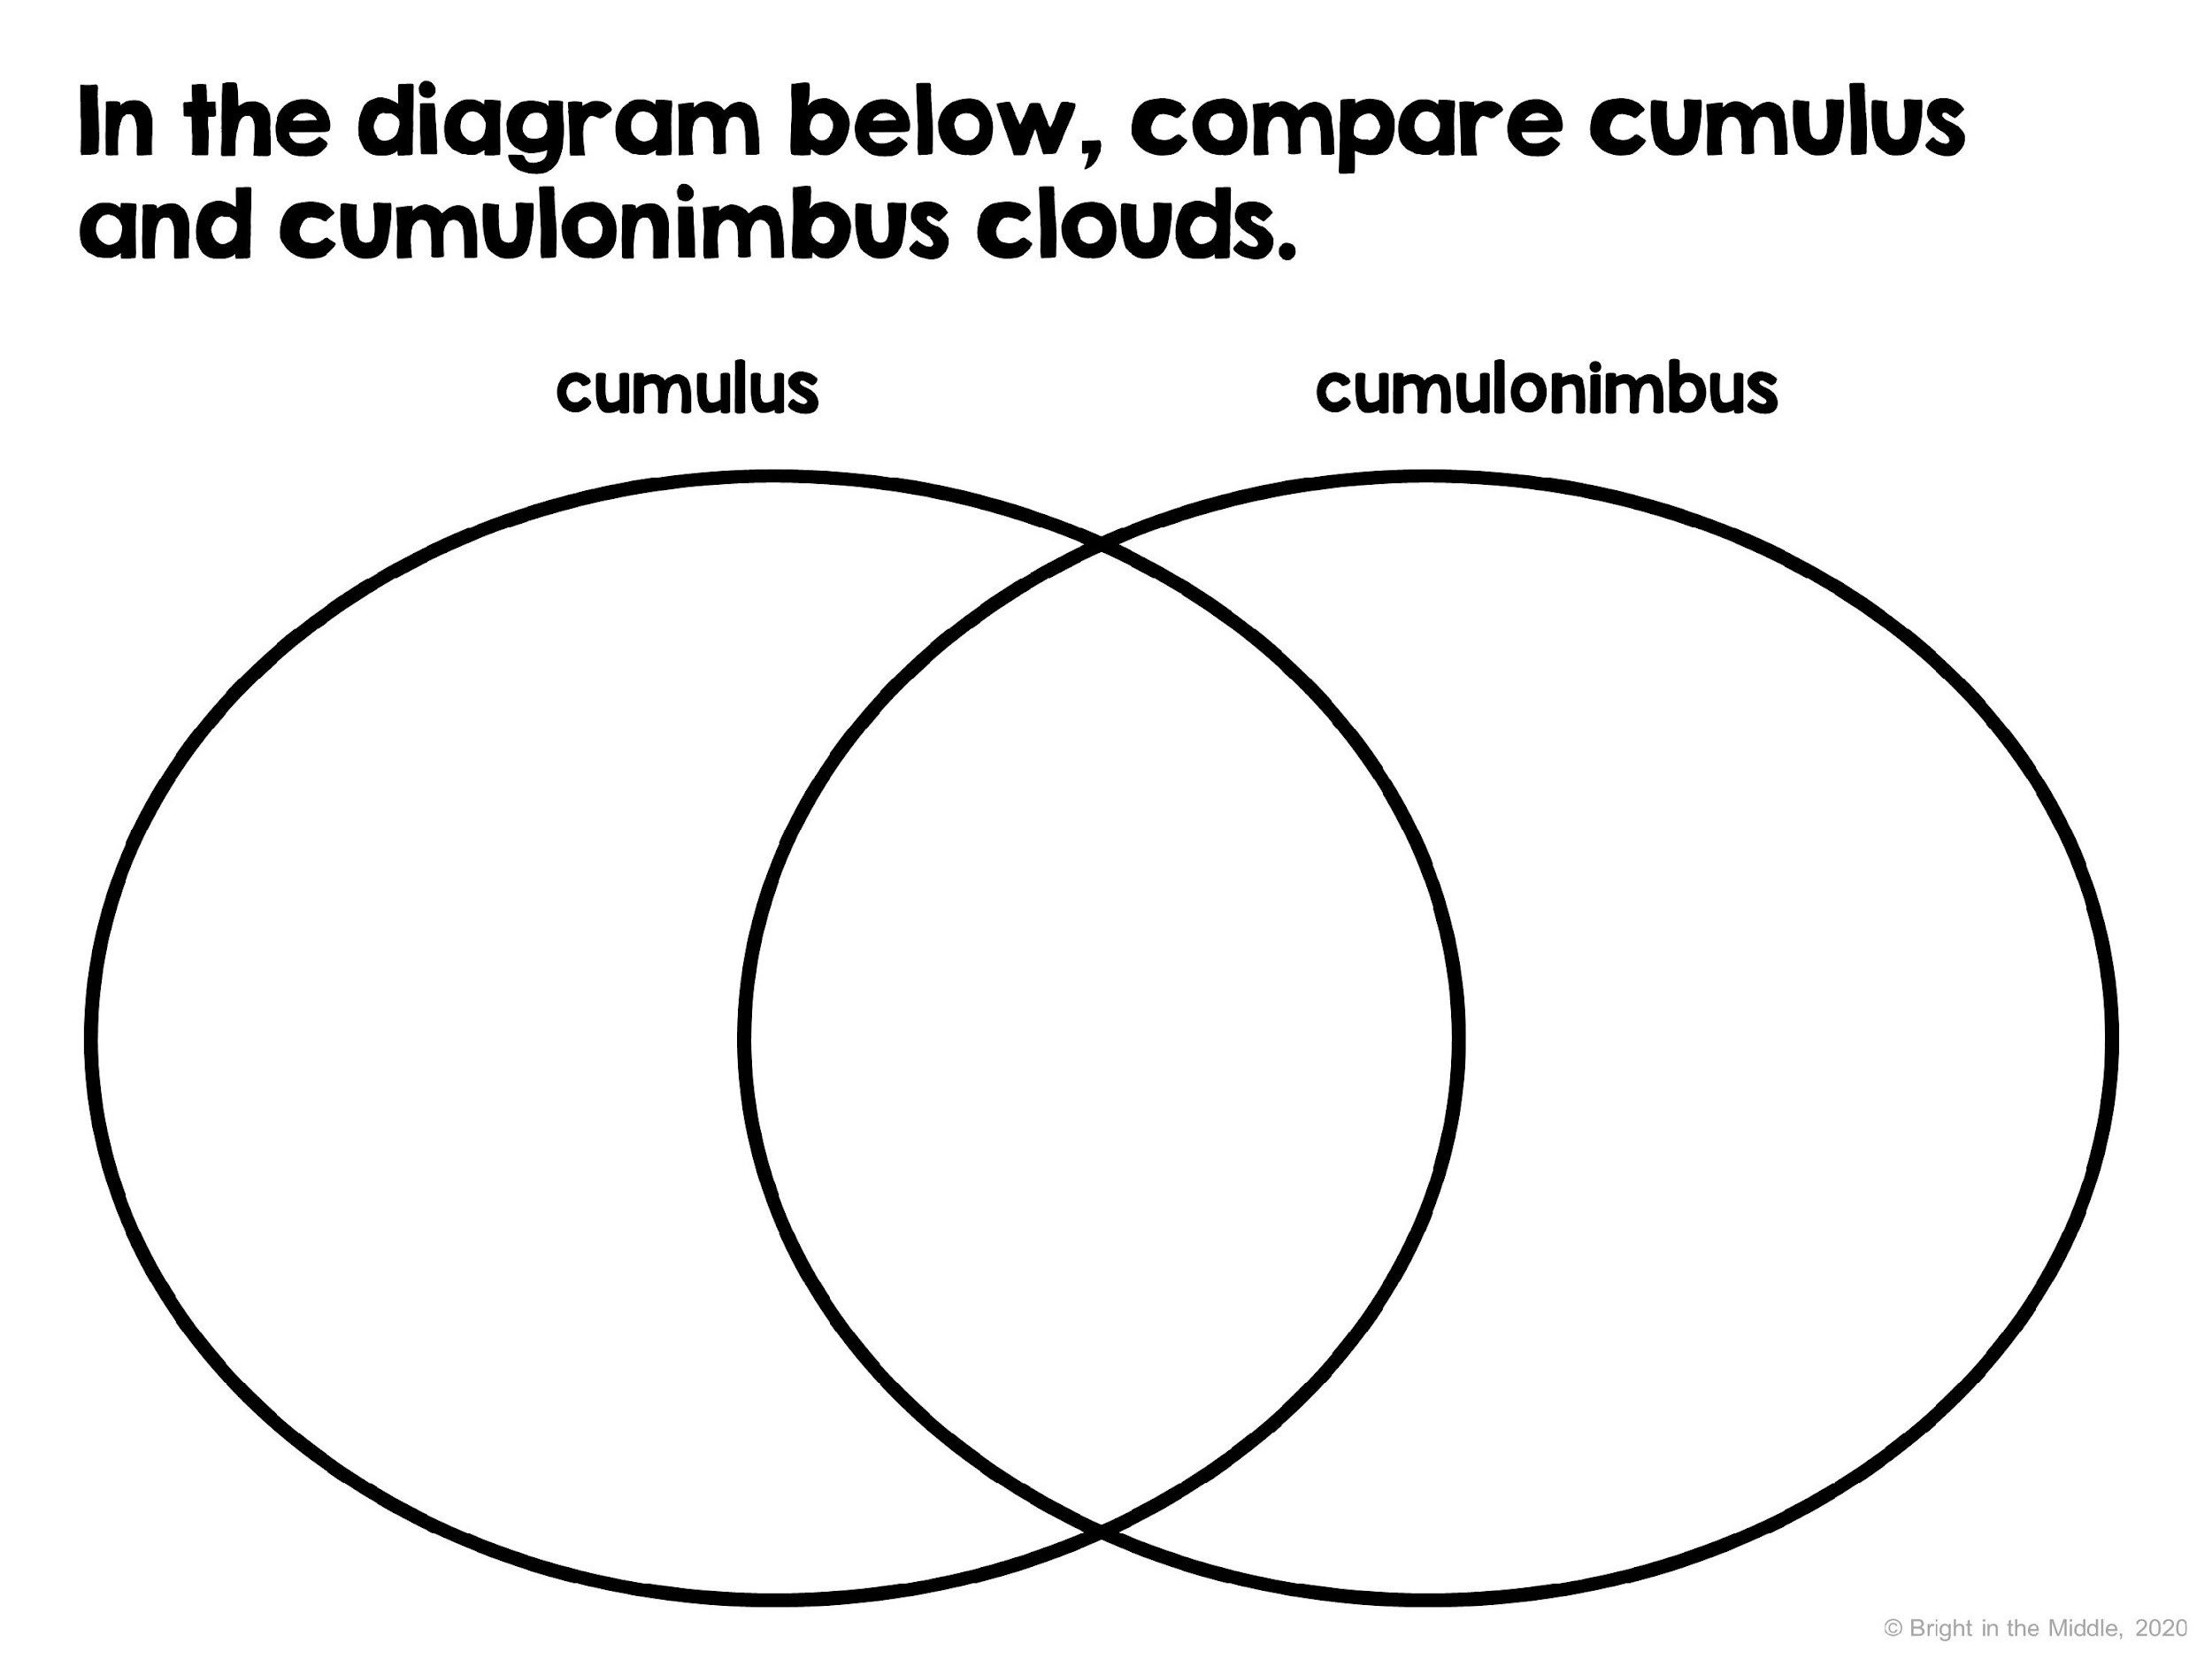 In the diagram below, compare cumulus
and cumulonimbus clouds.
cumulus
cumulonimbus
© Bright in the Middle, 2020